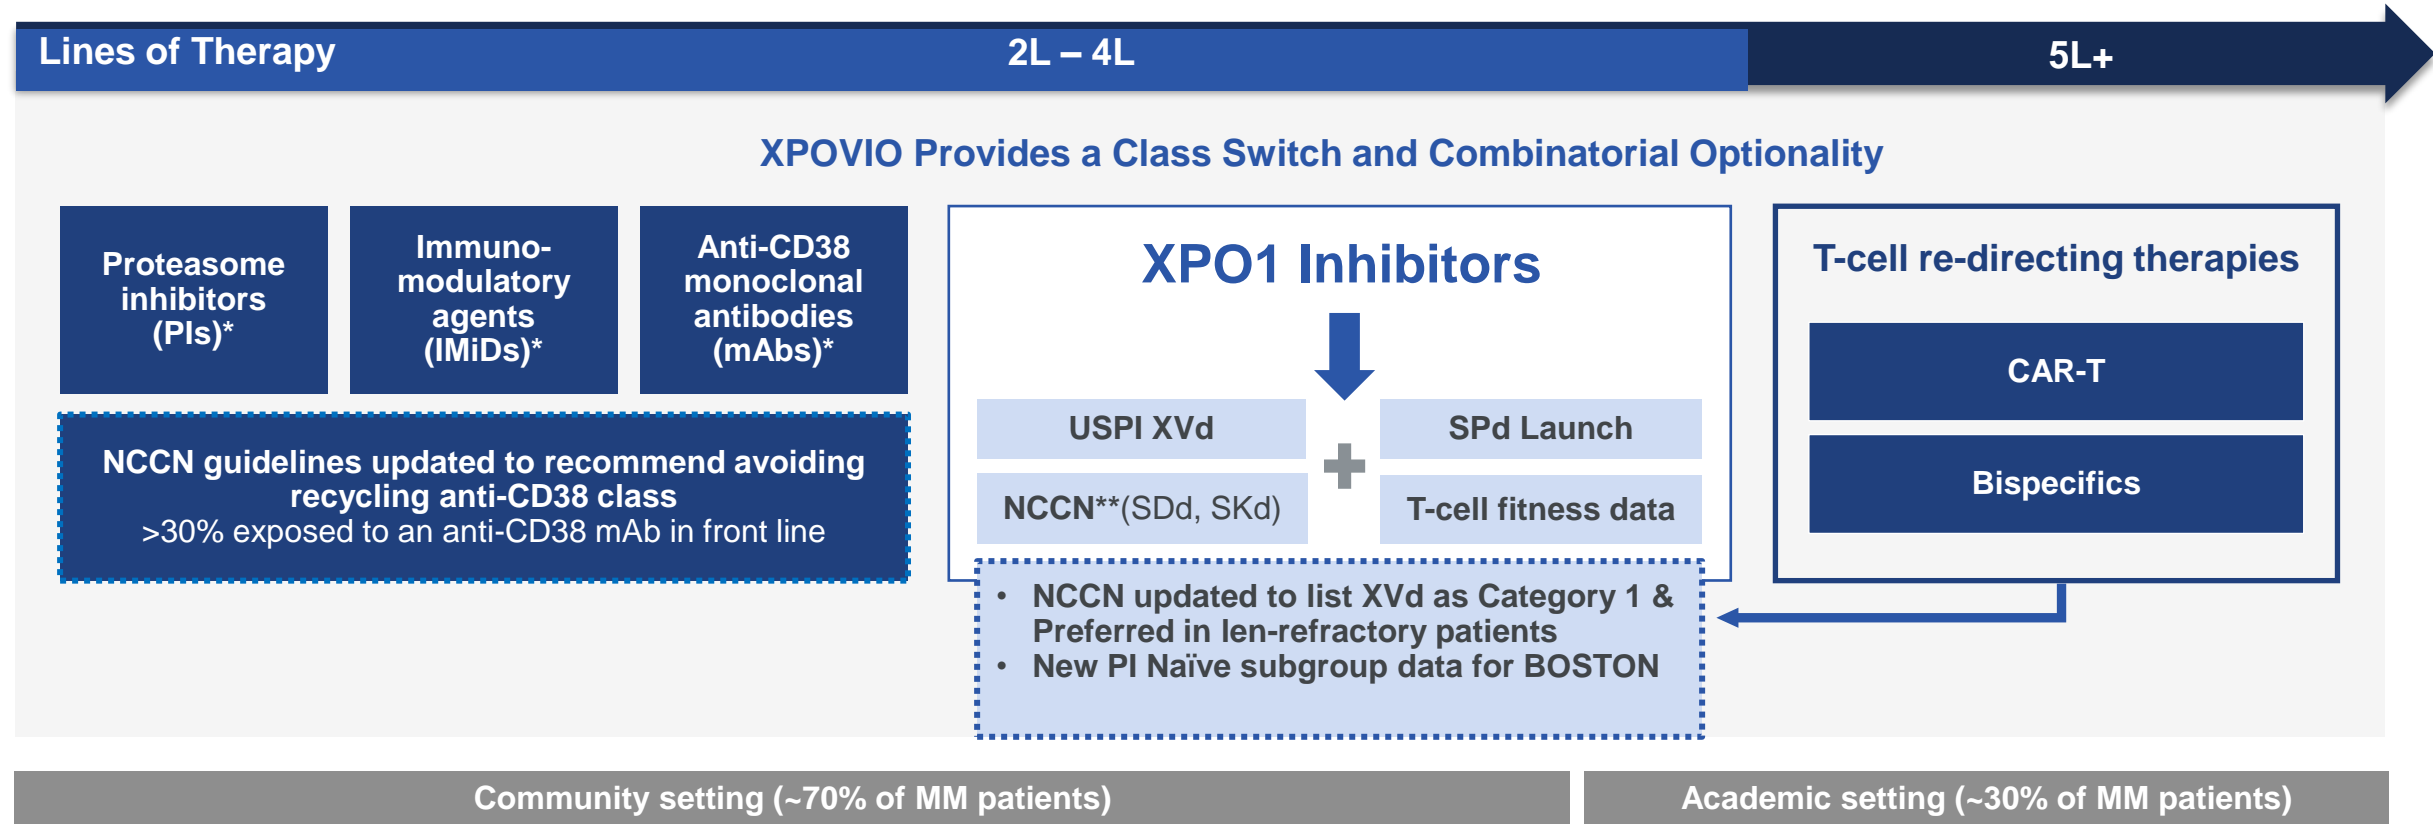 Lines of Therapy
2L – 4L
5L+
XPOVIO Provides a Class Switch and Combinatorial Optionality
Proteasome
inhibitors
(PIs)*
Immuno-
modulatory
agents
(IMiDs)*
Anti-CD38
monoclonal
antibodies
(mAbs)*
NCCN guidelines updated to recommend avoiding
recycling anti-CD38 class
>30% exposed to an anti-CD38 mAb in front line
XPO1 Inhibitors
USPI XVd
SPd Launch
NCCN**(SDd, SKd)
T-cell fitness data
• NCCN updated to list XVd as Category 1 &
Preferred in len-refractory patients
• New PI Naïve subgroup data for BOSTON
T-cell re-directing therapies
CAR-T
Bispecifics
Community setting (~70% of MM patients)
Academic setting (~30% of MM patients)